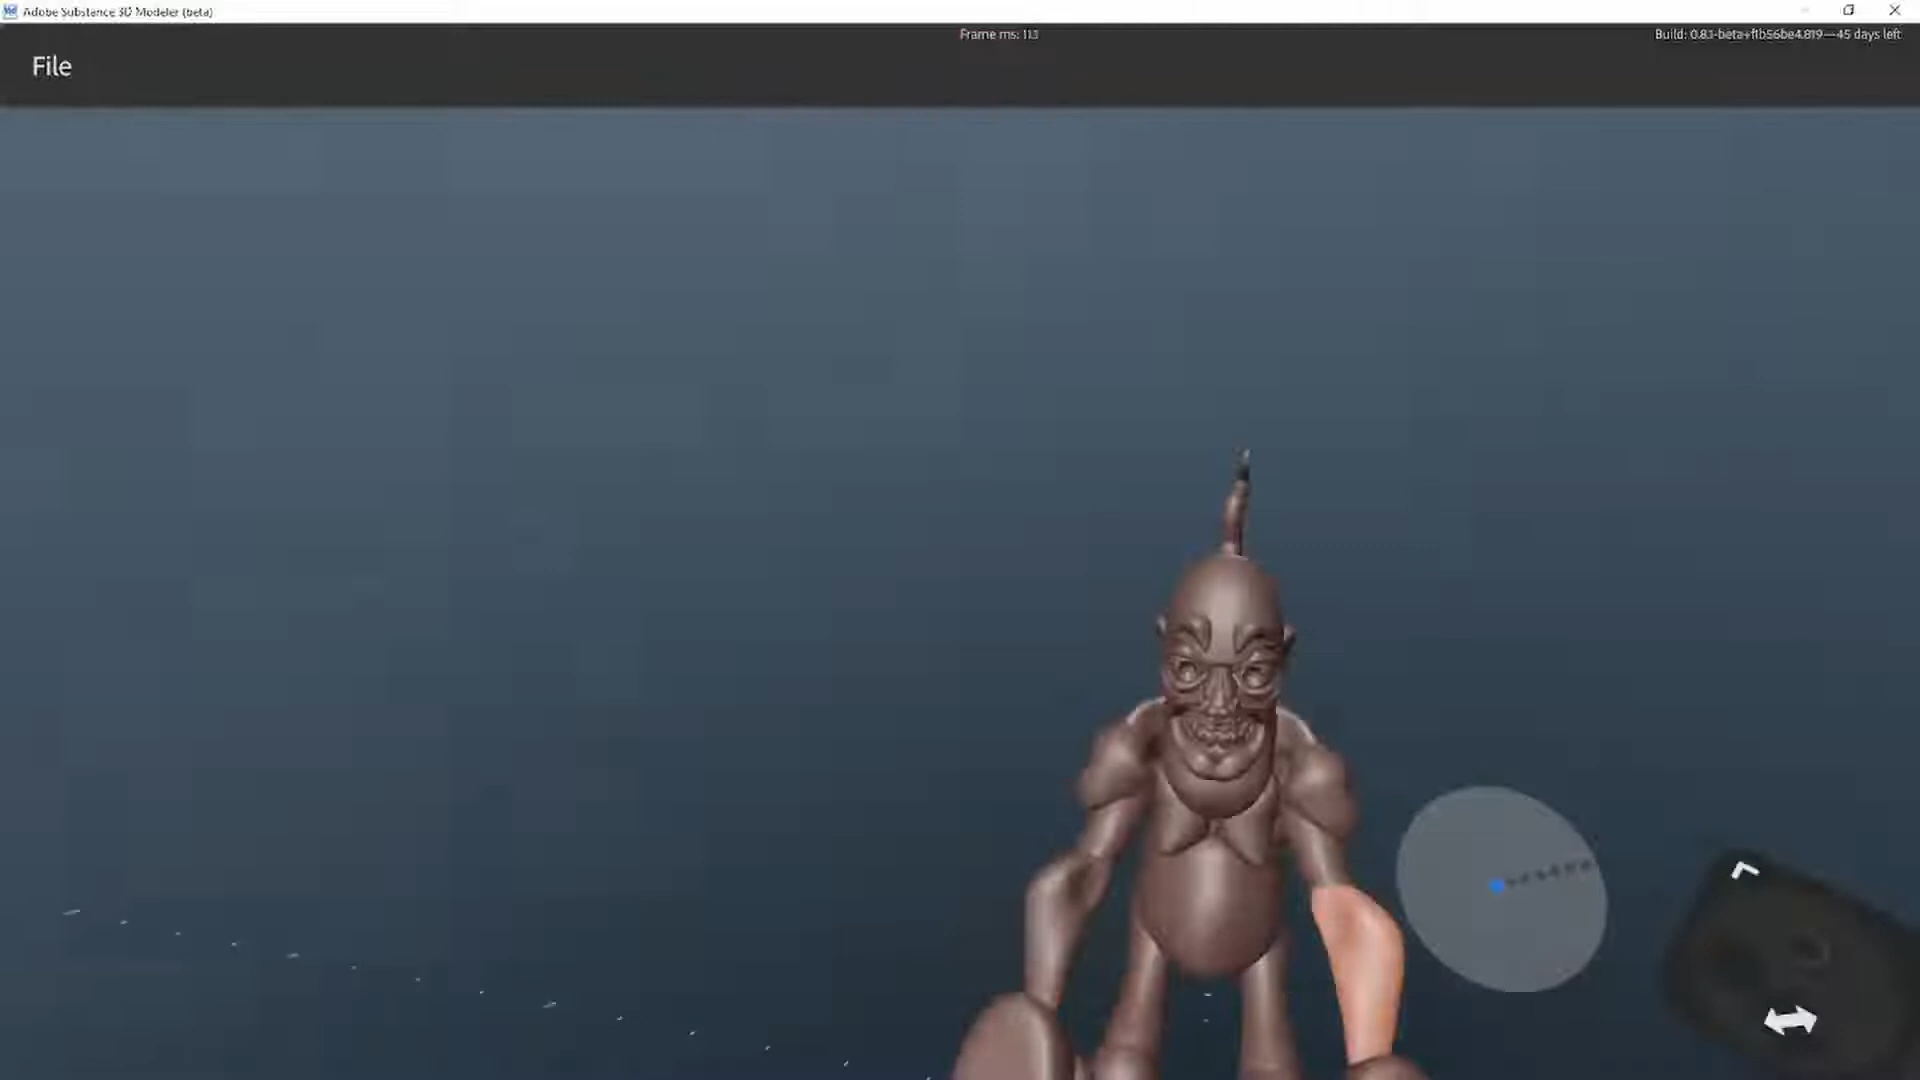 Adobe Substance 3D Modeler (beta)
Frame ms: 11.1
Build: 0.8.1-beta+f1b56be4.819—45 days left
File